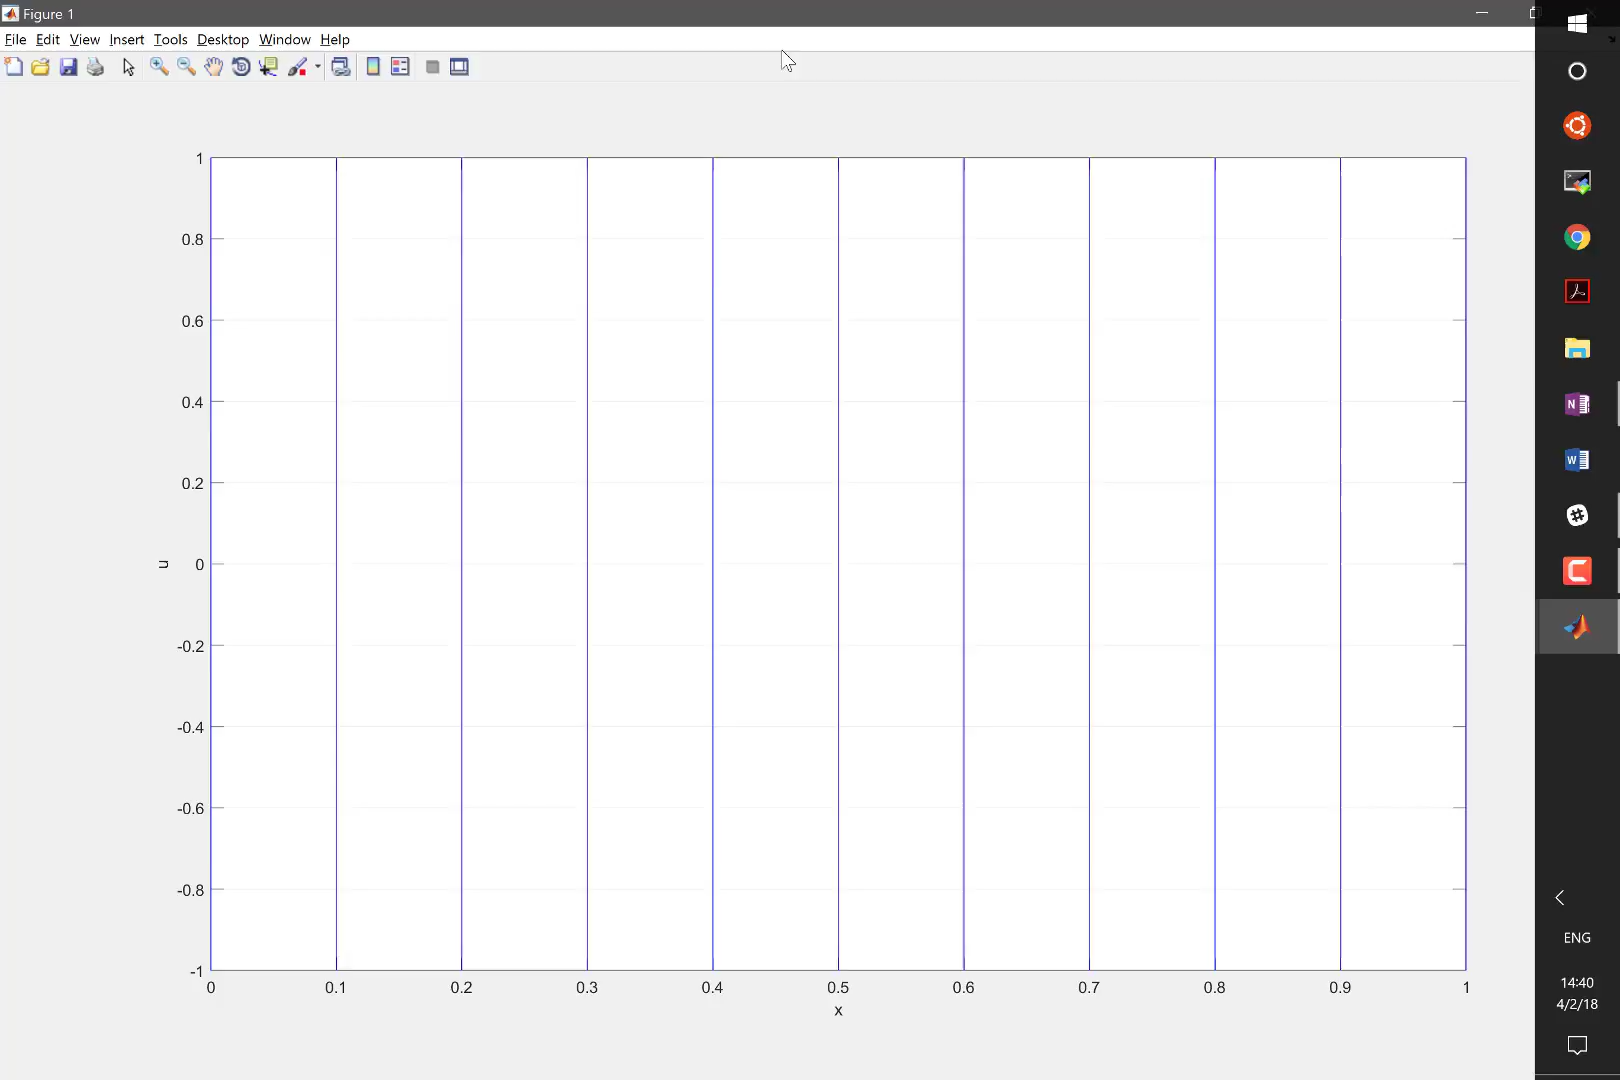 Figure 1
File Edit View Insert Tools Desktop Window Help
1
0.8
0.6
0.4
0.2
0
-0.2
-0.4
-0.6
-0.8
-1
u
0 0.1 0.2 0.3 0.4 0.5 0.6 0.7 0.8 0.9 1
x
N
W
ENG
14:40
4/2/18